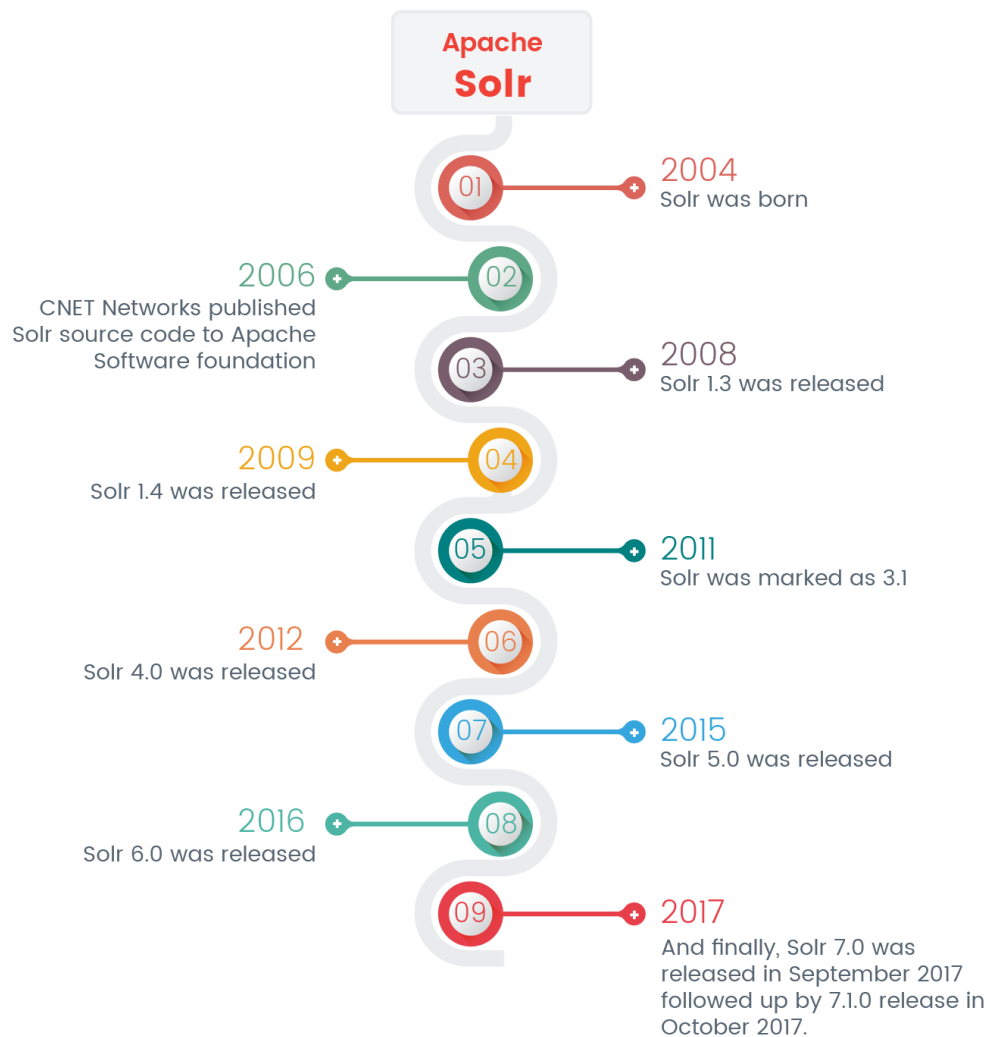 Apache
Solr
01
2004
Solr was born
2006
02
CNET Networks published
Solr source code to Apache
Software foundation
03
2008
Solr 1.3 was released
2009
04
Solr 1.4 was released
05
2011
Solr was marked as 3.1
2012
06
Solr 4.0 was released
07
2015
Solr 5.0 was released
2016
08
Solr 6.0 was released
09
2017
And finally, Solr 7.0 was
released in September 2017
followed up by 7.1.0 release in
October 2017.